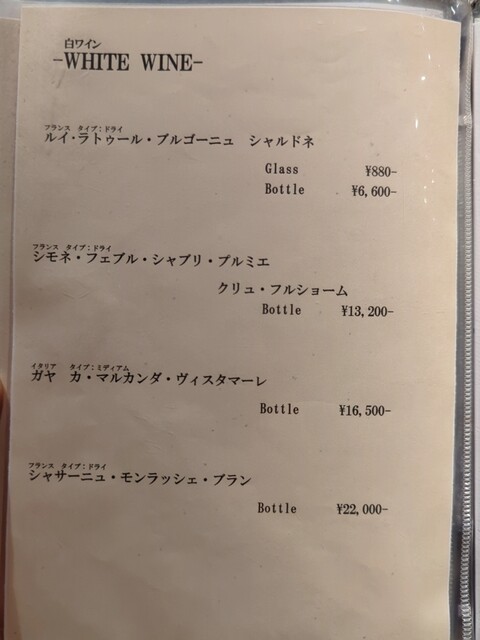 白ワイン
-WHITE WINE-
フランス タイプ：ドライ
ルイ・ラトゥール・ブルゴーニュ シャルドネ
Glass ¥880-
Bottle ¥6,600-
フランス タイプ：ドライ
シモネ・フェブル・シャブリ・プルミエ
クリュ・フルショーム
Bottle ¥13,200-
イタリア タイプ：ミディアム
ガヤ カ・マルカンダ・ヴィスタマーレ
Bottle ¥16,500-
フランス タイプ：ドライ
シャサーニュ・モンラッシェ・ブラン
Bottle ¥22,000-